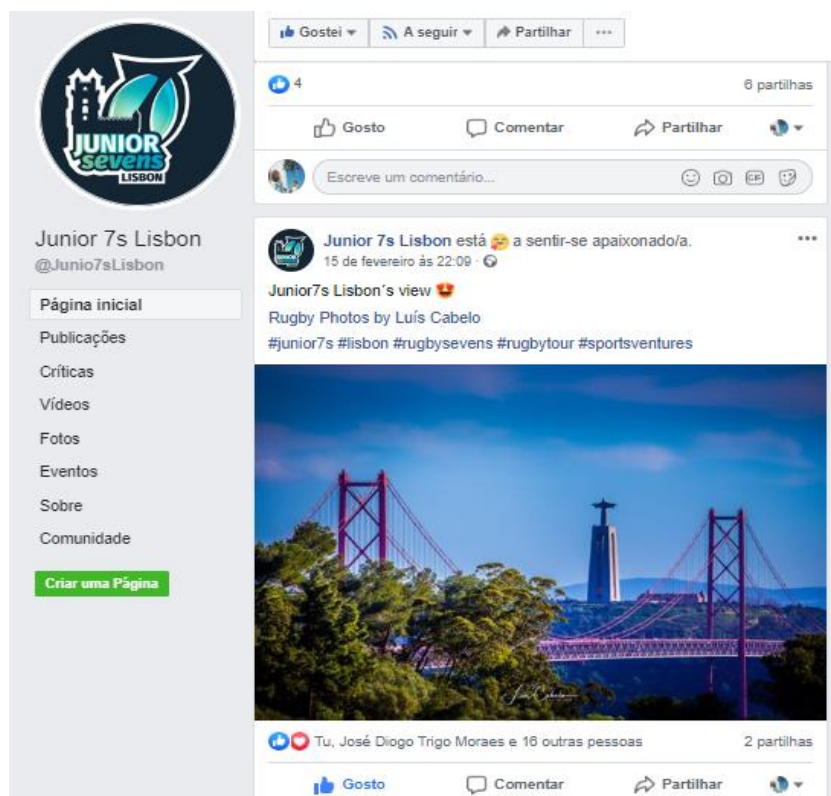 JUNIOR
sevens
LISBON
Junior 7s Lisbon
@Junio7sLisbon
Página inicial
Publicações
Críticas
Vídeos
Fotos
Eventos
Sobre
Comunidade
Criar uma Página
Gostei A seguir Partilhar
4 6 partilhas
Gosto Comentar Partilhar
Escreve um comentário... GIF
Junior 7s Lisbon está a sentir-se apaixonado/a.
15 de fevereiro às 22:09 ·
Junior7s Lisbon´s view
Rugby Photos by Luís Cabelo
#junior7s #lisbon #rugbysevens #rugbytour #sportsventures
Luís Cabelo
Tu, José Diogo Trigo Moraes e 16 outras pessoas 2 partilhas
Gosto Comentar Partilhar